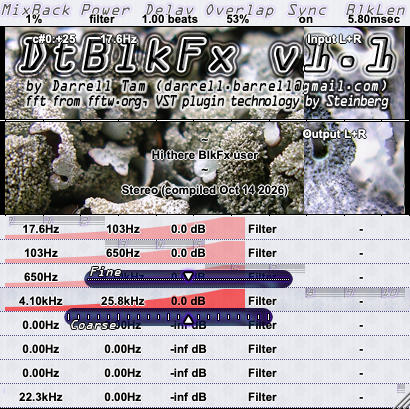 MixBack Power Delay Overlap Sync BlkLen
1% filter 1.00 beats 53% on 5.80msec
c#0:+25 17.6Hz Input L+R
DtBlkFx v1.1
by Darrell Tam (darrell.barrell@gmail.com)
fft from fftw.org, VST plugin technology by Steinberg
Output L+R
~
Hi there BlkFx user
~
Stereo (compiled Oct 14 2026)
17.6Hz 103Hz 0.0 dB Filter -
103Hz 650Hz 0.0 dB Filter -
650Hz Fine Filter -
4.10kHz 25.8kHz 0.0 dB Filter -
0.00Hz Coarse 0.00Hz -inf dB Filter -
0.00Hz 0.00Hz -inf dB Filter -
0.00Hz 0.00Hz -inf dB Filter -
22.3kHz 0.00Hz -inf dB Filter -